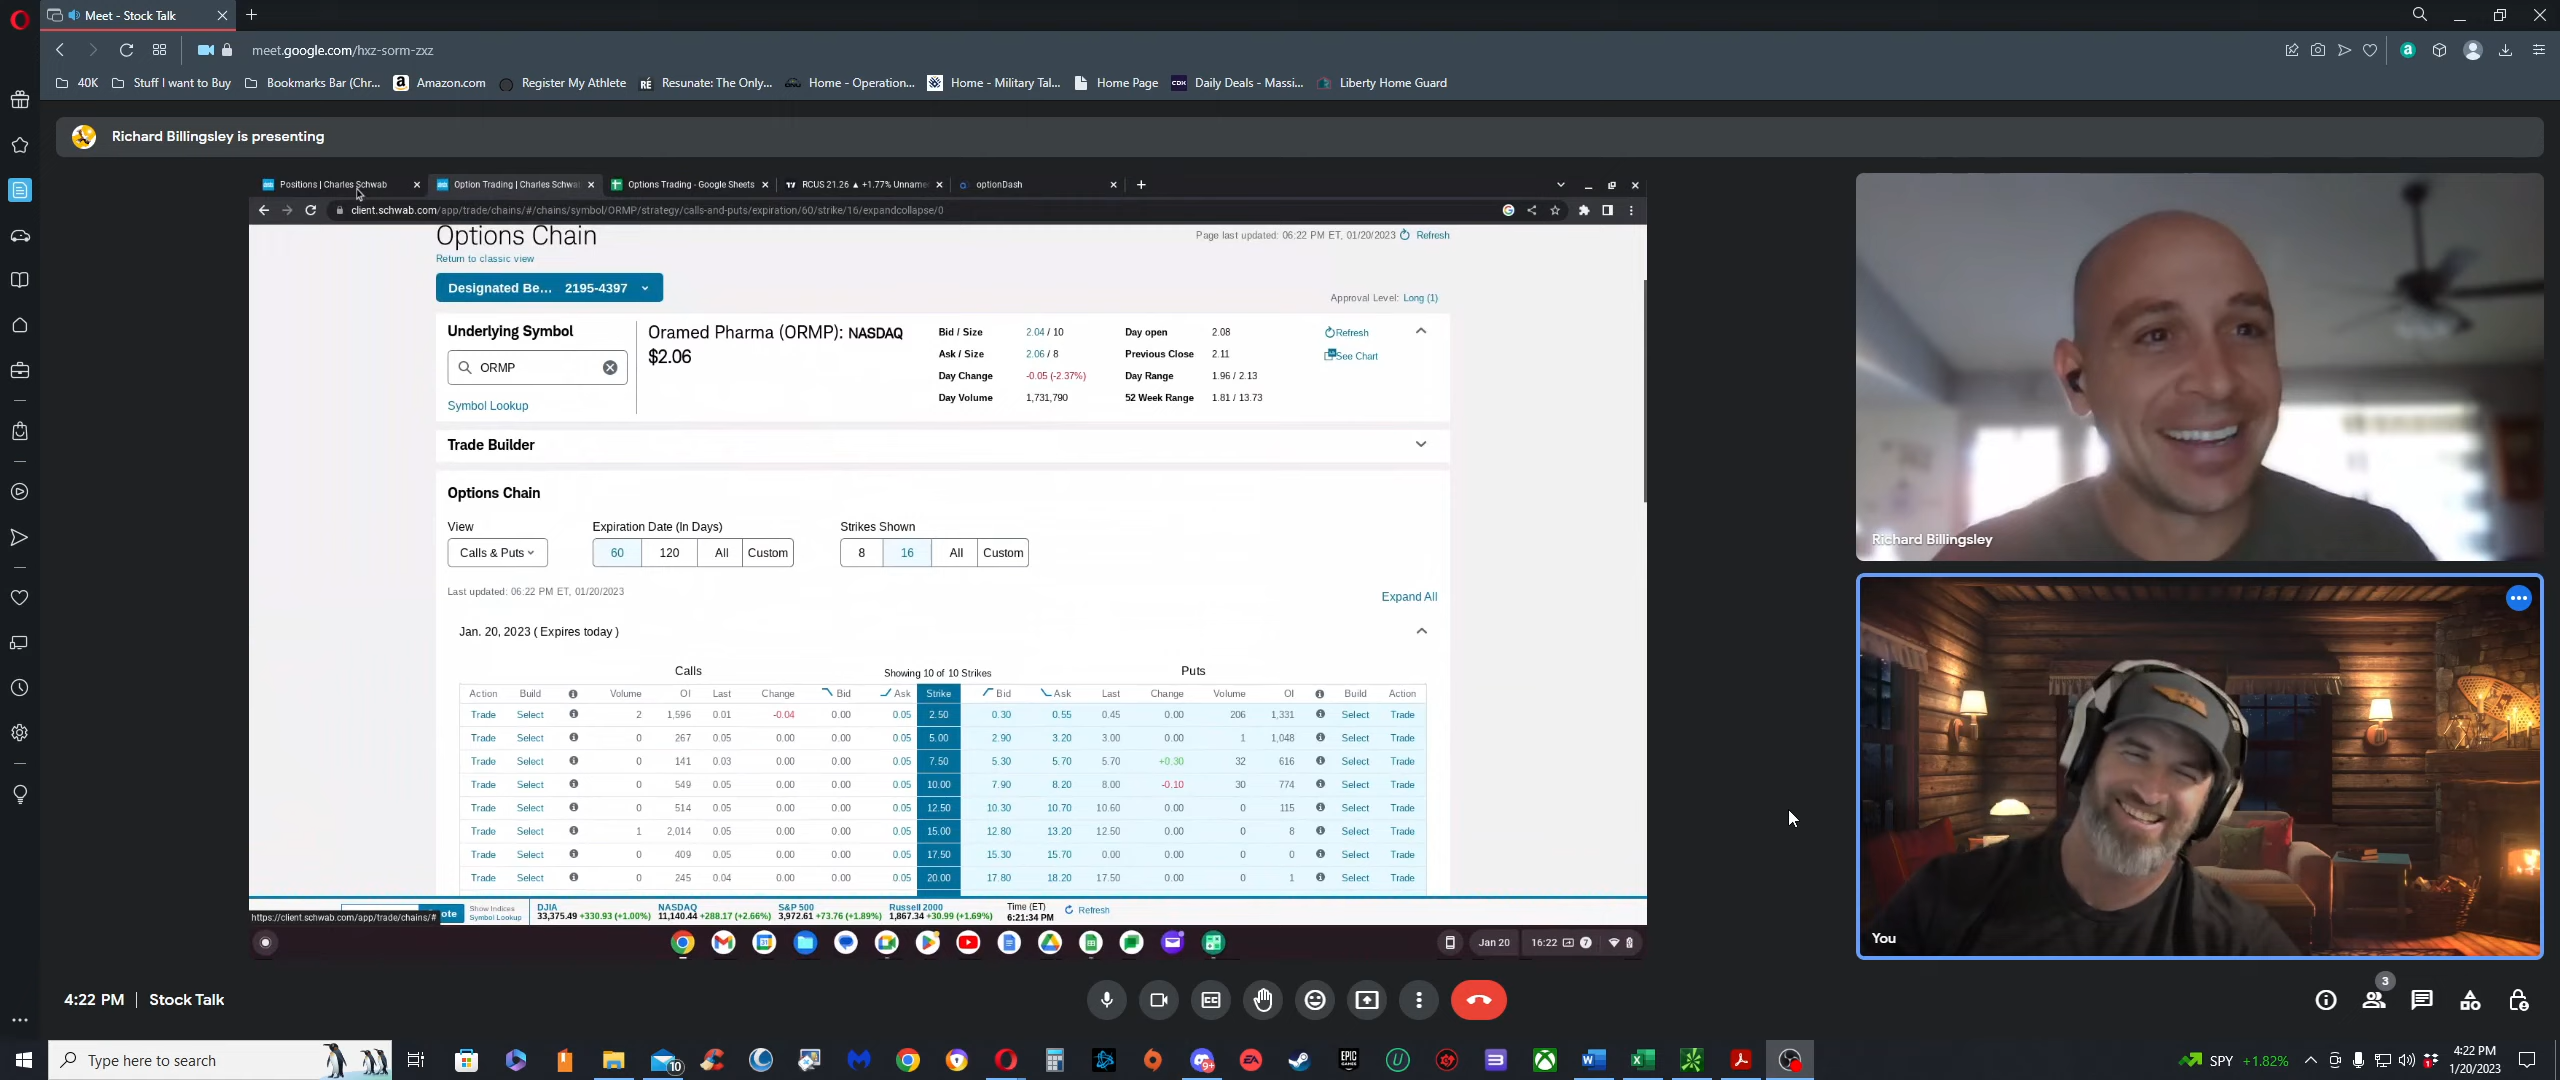 Meet - Stock Talk
meet.google.com/hxz-sorm-zxz
40K
Stuff I want to Buy
Bookmarks Bar (Chr...
Amazon.com
Register My Athlete
RÉ Resunate: The Only...
Home - Operation...
Home - Military Tal...
Home Page
CDK Daily Deals - Massi...
Liberty Home Guard
Richard Billingsley is presenting
Positions | Charles Schwab
Option Trading | Charles Schwa
Options Trading - Google Sheets
RCUS 21.26 ▲ +1.77% Unname
optionDash
client.schwab.com/app/trade/chains/#/chains/symbol/ORMP/strategy/calls-and-puts/expiration/60/strike/16/expandcollapse/0
Options Chain
Page last updated: 06:22 PM ET, 01/20/2023 Refresh
Return to classic view
Designated Be... 2195-4397
Approval Level: Long (1)
Underlying Symbol
ORMP
Symbol Lookup
Oramed Pharma (ORMP): NASDAQ
$2.06
Bid / Size 2.04 / 10 Day open 2.08 Refresh
Ask / Size 2.06 / 8 Previous Close 2.11 See Chart
Day Change -0.05 (-2.37%) Day Range 1.96 / 2.13
Day Volume 1,731,790 52 Week Range 1.81 / 13.73
Trade Builder
Options Chain
View Expiration Date (In Days) Strikes Shown
Calls & Puts 60 120 All Custom 8 16 All Custom
Last updated: 06:22 PM ET, 01/20/2023
Expand All
Jan. 20, 2023 ( Expires today )
Calls Showing 10 of 10 Strikes Puts
Action Build Volume OI Last Change Bid Ask Strike Bid Ask Last Change Volume OI Build Action
Trade Select 2 1,596 0.01 -0.04 0.00 0.05 2.50 0.30 0.55 0.45 0.00 206 1,331 Select Trade
Trade Select 0 267 0.05 0.00 0.00 0.05 5.00 2.90 3.20 3.00 0.00 1 1,048 Select Trade
Trade Select 0 141 0.03 0.00 0.00 0.05 7.50 5.30 5.70 5.70 +0.30 32 616 Select Trade
Trade Select 0 549 0.05 0.00 0.00 0.05 10.00 7.90 8.20 8.00 -0.10 30 774 Select Trade
Trade Select 0 514 0.05 0.00 0.00 0.05 12.50 10.30 10.70 10.60 0.00 0 115 Select Trade
Trade Select 1 2,014 0.05 0.00 0.00 0.05 15.00 12.80 13.20 12.50 0.00 0 8 Select Trade
Trade Select 0 409 0.05 0.00 0.00 0.05 17.50 15.30 15.70 0.00 0.00 0 0 Select Trade
Trade Select 0 245 0.04 0.00 0.00 0.05 20.00 17.80 18.20 17.50 0.00 0 1 Select Trade
https://client.schwab.com/app/trade/chains/#
ote
Show Indices
Symbol Lookup
DJIA
33,375.49 +330.93 (+1.00%)
NASDAQ
11,140.44 +288.17 (+2.66%)
S&P 500
3,972.61 +73.76 (+1.89%)
Russell 2000
1,867.34 +30.99 (+1.69%)
Time (ET)
6:21:34 PM
Refresh
Jan 20
16:22
7
Richard Billingsley
You
4:22 PM | Stock Talk
3
Type here to search
10
9+
EPIC
SPY +1.82%
4:22 PM
1/20/2023